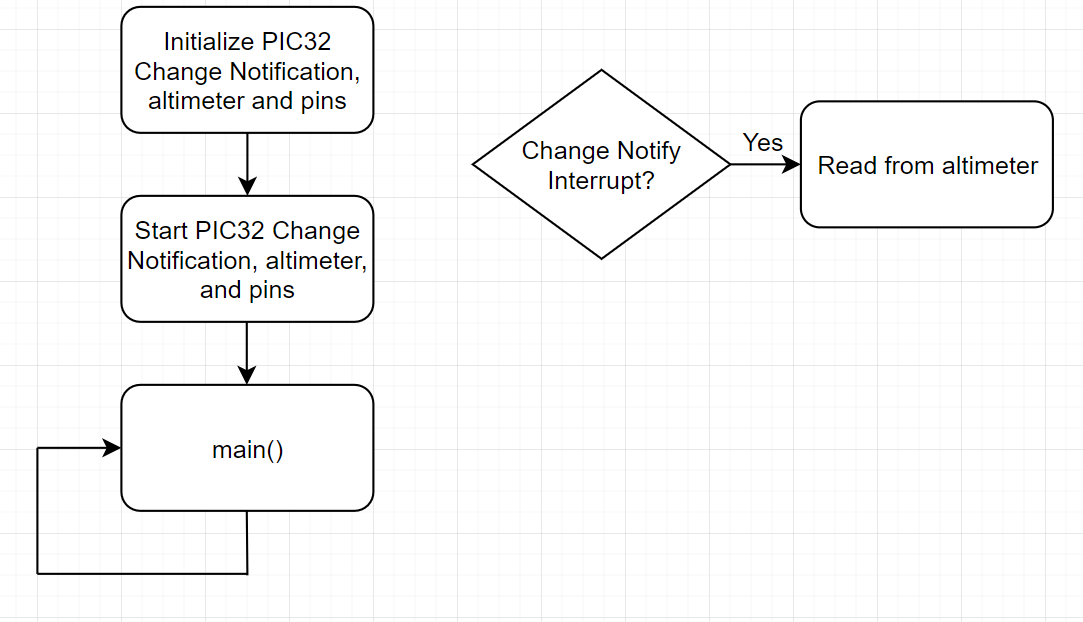 Initialize PIC32
Change Notification,
altimeter and pins
Start PIC32 Change
Notification, altimeter,
and pins
main()
Change Notify
Interrupt?
Yes
Read from altimeter